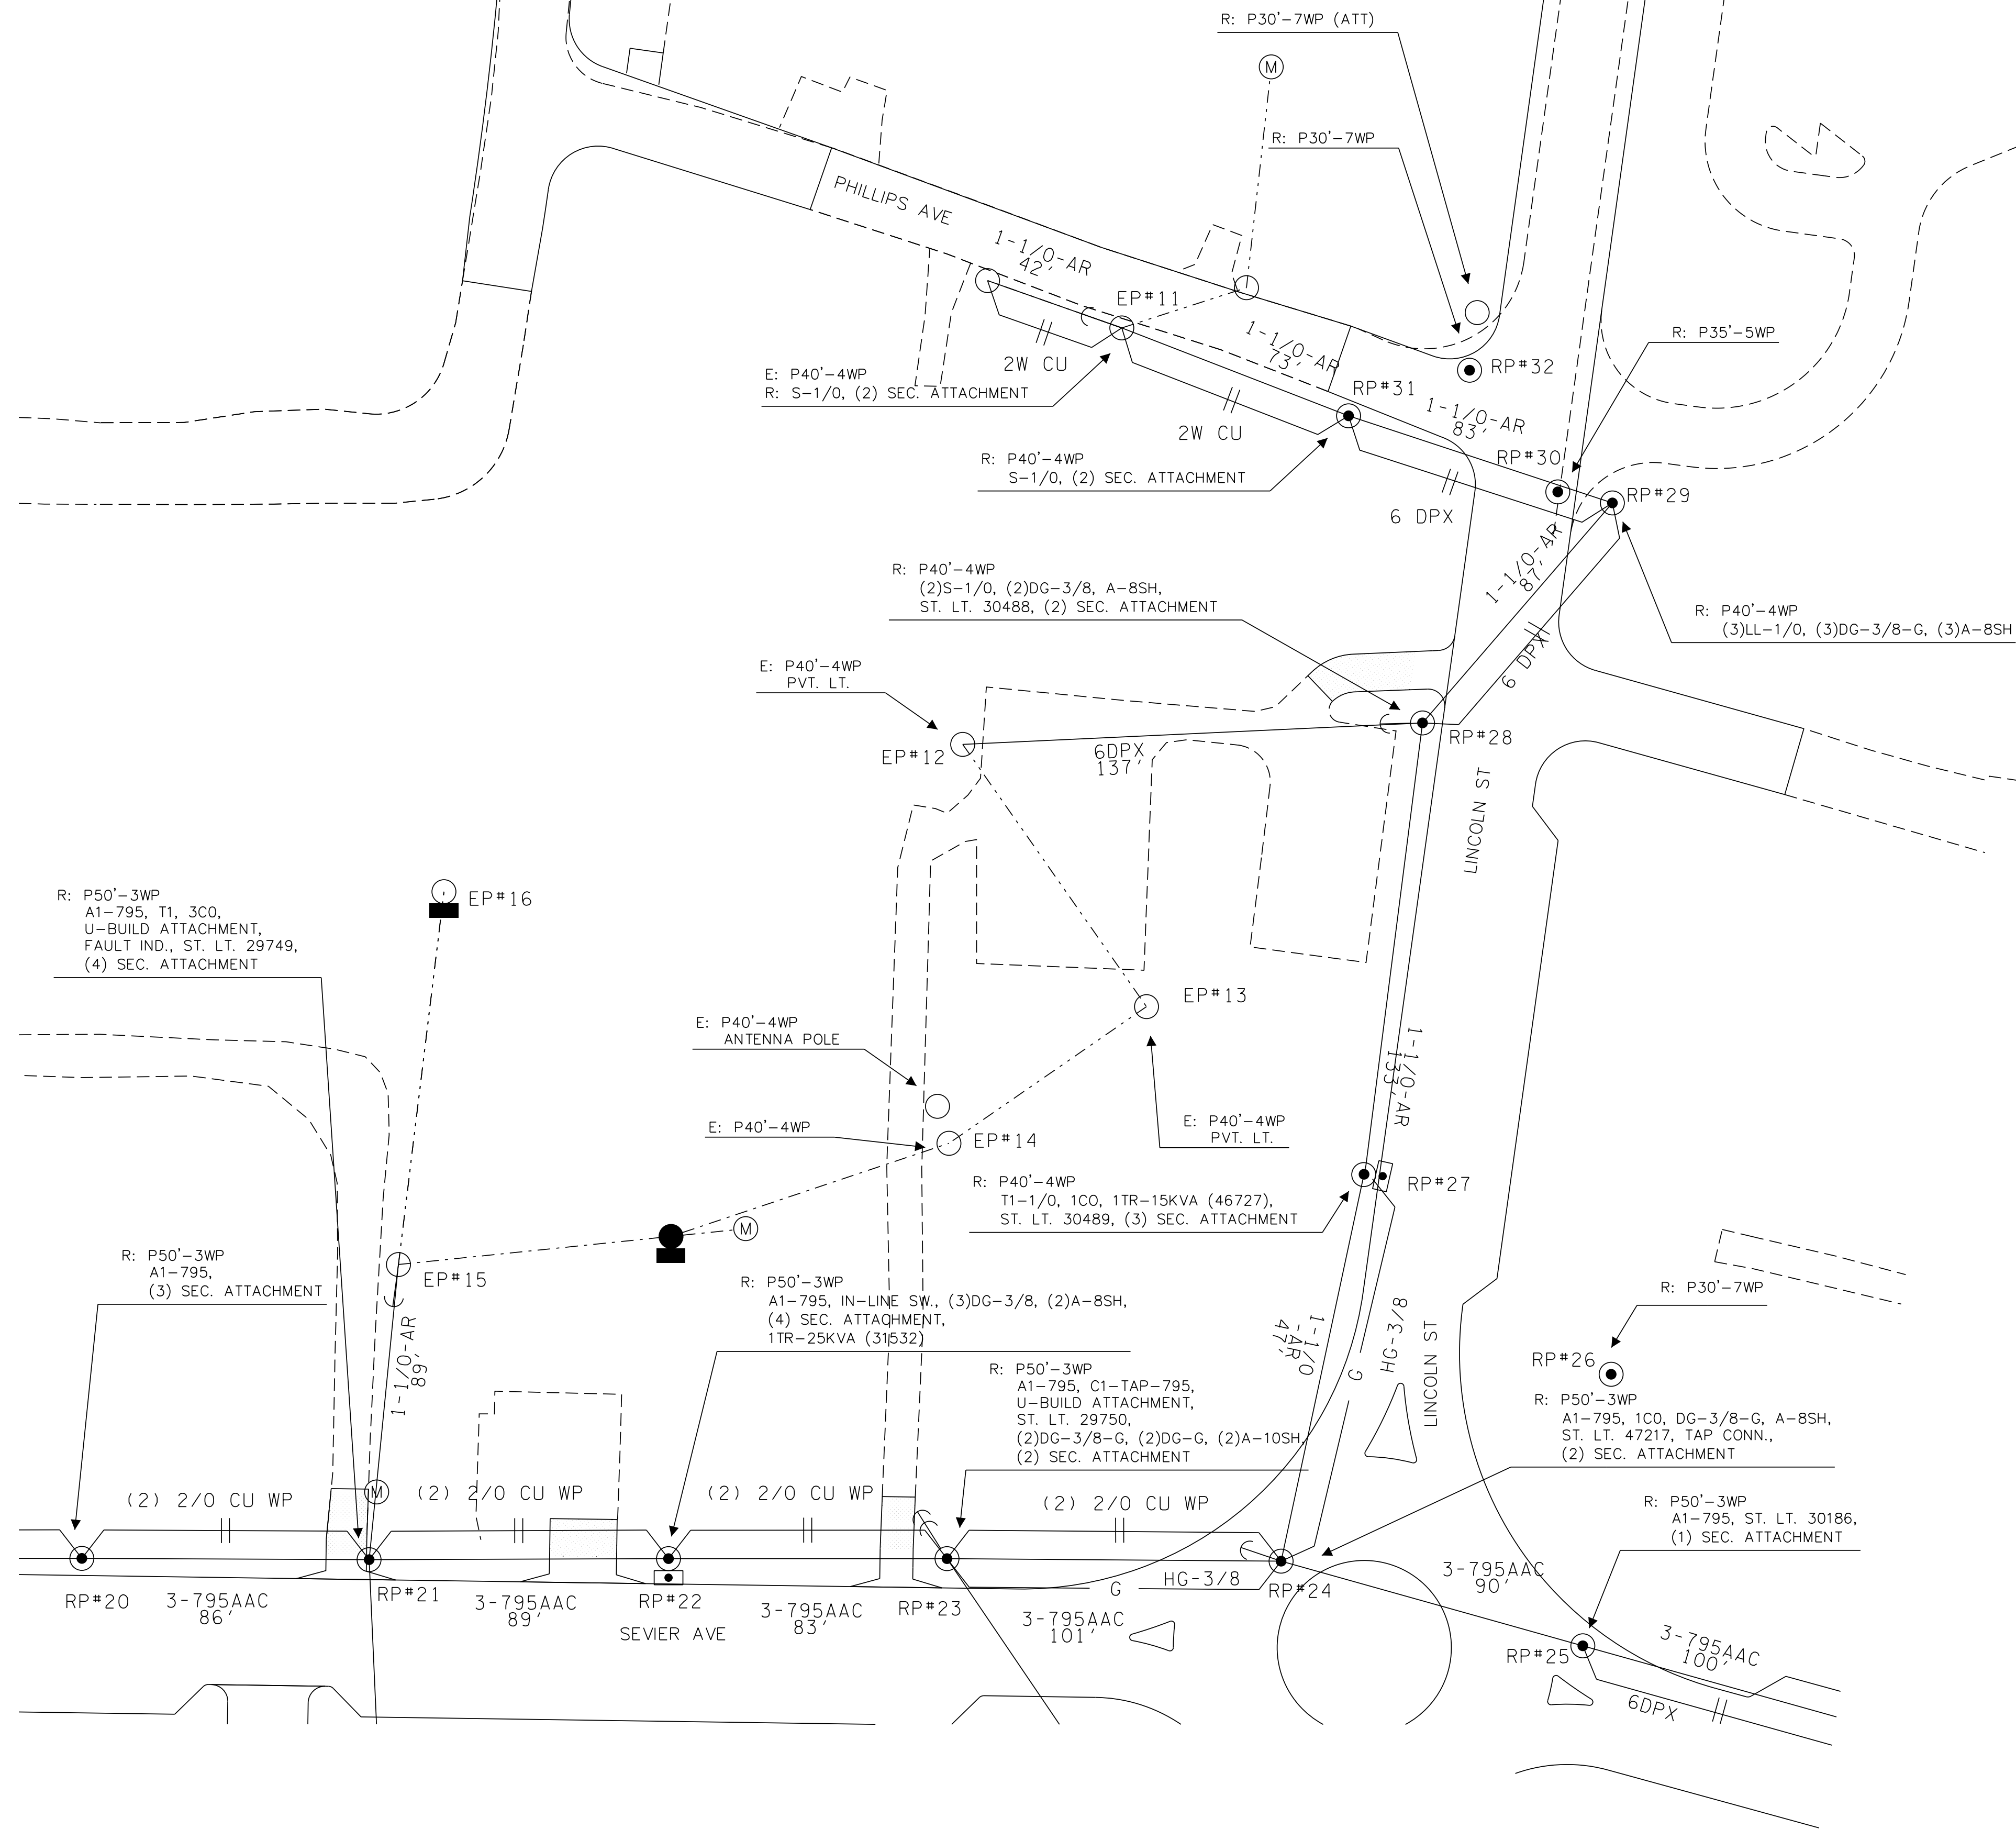 R: P30'-7WP (ATT)
M
R: P30'-7WP
PHILLIPS AVE
1-1/0-AR
42'
EP#11
1-1/0-AR
73'
R: P35'-5WP
RP#32
2W CU
E: P40'-4WP
R: S-1/0, (2) SEC. ATTACHMENT
RP#31
1-1/0-AR
83'
2W CU
RP#30
R: P40'-4WP
S-1/0, (2) SEC. ATTACHMENT
RP#29
6 DPX
1-1/0-AR
87'
R: P40'-4WP
(2)S-1/0, (2)DG-3/8, A-8SH,
ST. LT. 30488, (2) SEC. ATTACHMENT
R: P40'-4WP
(3)LL-1/0, (3)DG-3/8-G, (3)A-8SH
6 DPX
E: P40'-4WP
PVT. LT.
EP#12
6DPX
137'
RP#28
LINCOLN ST
R: P50'-3WP
A1-795, T1, 3CO,
U-BUILD ATTACHMENT,
FAULT IND., ST. LT. 29749,
(4) SEC. ATTACHMENT
EP#16
EP#13
E: P40'-4WP
ANTENNA POLE
1-1/0-AR
133'
E: P40'-4WP
EP#14
E: P40'-4WP
PVT. LT.
R: P40'-4WP
T1-1/0, 1CO, 1TR-15KVA (46727),
ST. LT. 30489, (3) SEC. ATTACHMENT
RP#27
M
R: P50'-3WP
A1-795,
(3) SEC. ATTACHMENT
EP#15
R: P50'-3WP
A1-795, IN-LINE SW., (3)DG-3/8, (2)A-8SH,
(4) SEC. ATTACHMENT,
1TR-25KVA (31532)
R: P30'-7WP
1-1/0-AR
89'
1-1/0
-AR
47'
HG-3/8
G
LINCOLN ST
RP#26
R: P50'-3WP
A1-795, C1-TAP-795,
U-BUILD ATTACHMENT,
ST. LT. 29750,
(2)DG-3/8-G, (2)DG-G, (2)A-10SH,
(2) SEC. ATTACHMENT
R: P50'-3WP
A1-795, 1CO, DG-3/8-G, A-8SH,
ST. LT. 47217, TAP CONN.,
(2) SEC. ATTACHMENT
M
(2) 2/0 CU WP
(2) 2/0 CU WP
(2) 2/0 CU WP
(2) 2/0 CU WP
R: P50'-3WP
A1-795, ST. LT. 30186,
(1) SEC. ATTACHMENT
RP#20
3-795AAC
86'
RP#21
3-795AAC
89'
RP#22
SEVIER AVE
3-795AAC
83'
RP#23
G
HG-3/8
3-795AAC
101'
RP#24
3-795AAC
90'
RP#25
3-795AAC
100'
6DPX